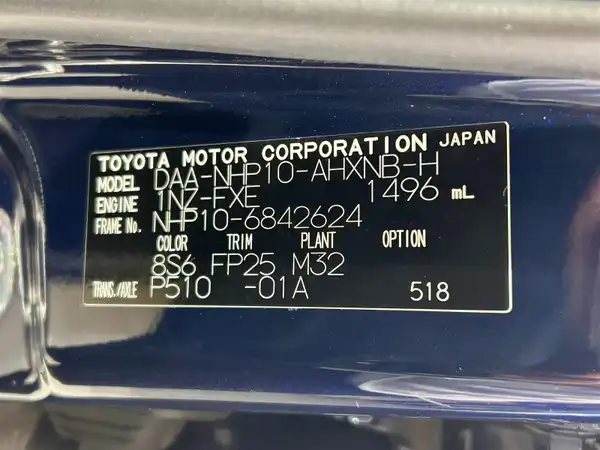 TOYOTA MOTOR CORPORATION JAPAN
MODEL DAA-NHP10-AHXNB-H
ENGINE 1NZ-FXE 1496 mL
FRAME No. NHP10-6842624
COLOR TRIM PLANT OPTION
8S6 FP25 M32
TRANS./AXLE P510 -01A 518